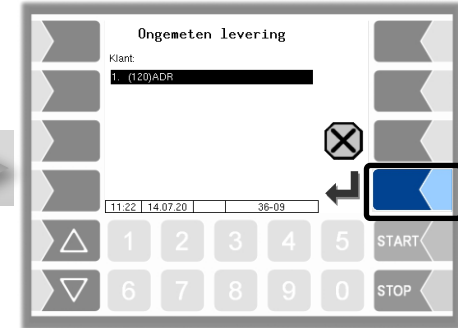 Ongemeten levering
Klant:
1. (120)ADR
11:22 14.07.20 36-09
1 2 3 4 5 START
6 7 8 9 0 STOP